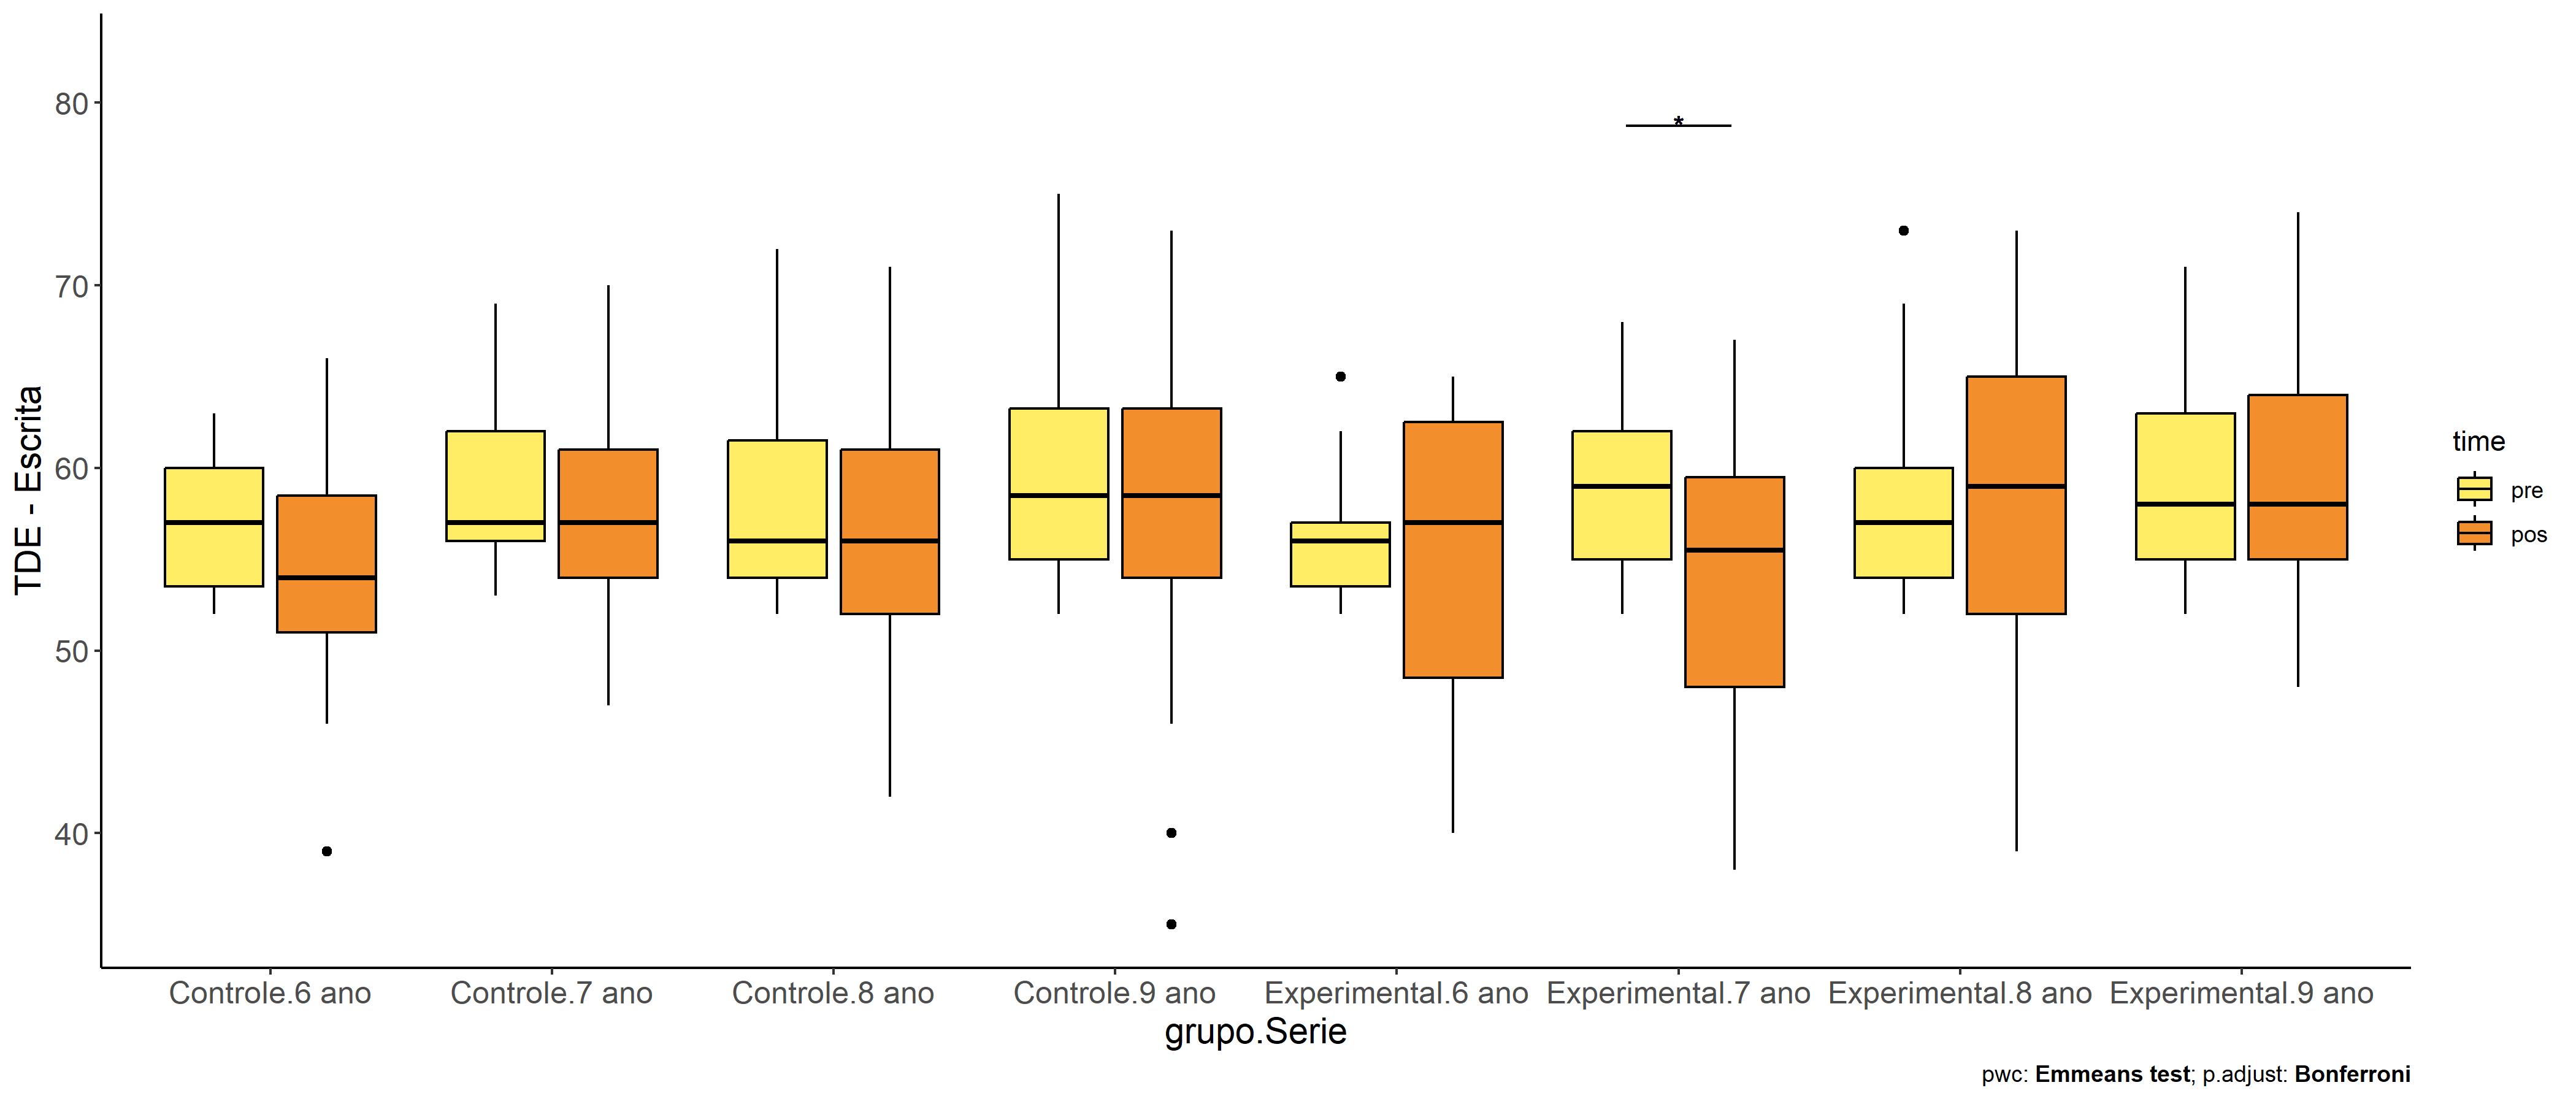 TDE - Escrita
80
70
60
50
40
*
Controle.6 ano
Controle.7 ano
Controle.8 ano
Controle.9 ano
Experimental.6 ano
Experimental.7 ano
Experimental.8 ano
Experimental.9 ano
grupo.Serie
time
pre
pos
pwc: Emmeans test; p.adjust: Bonferroni